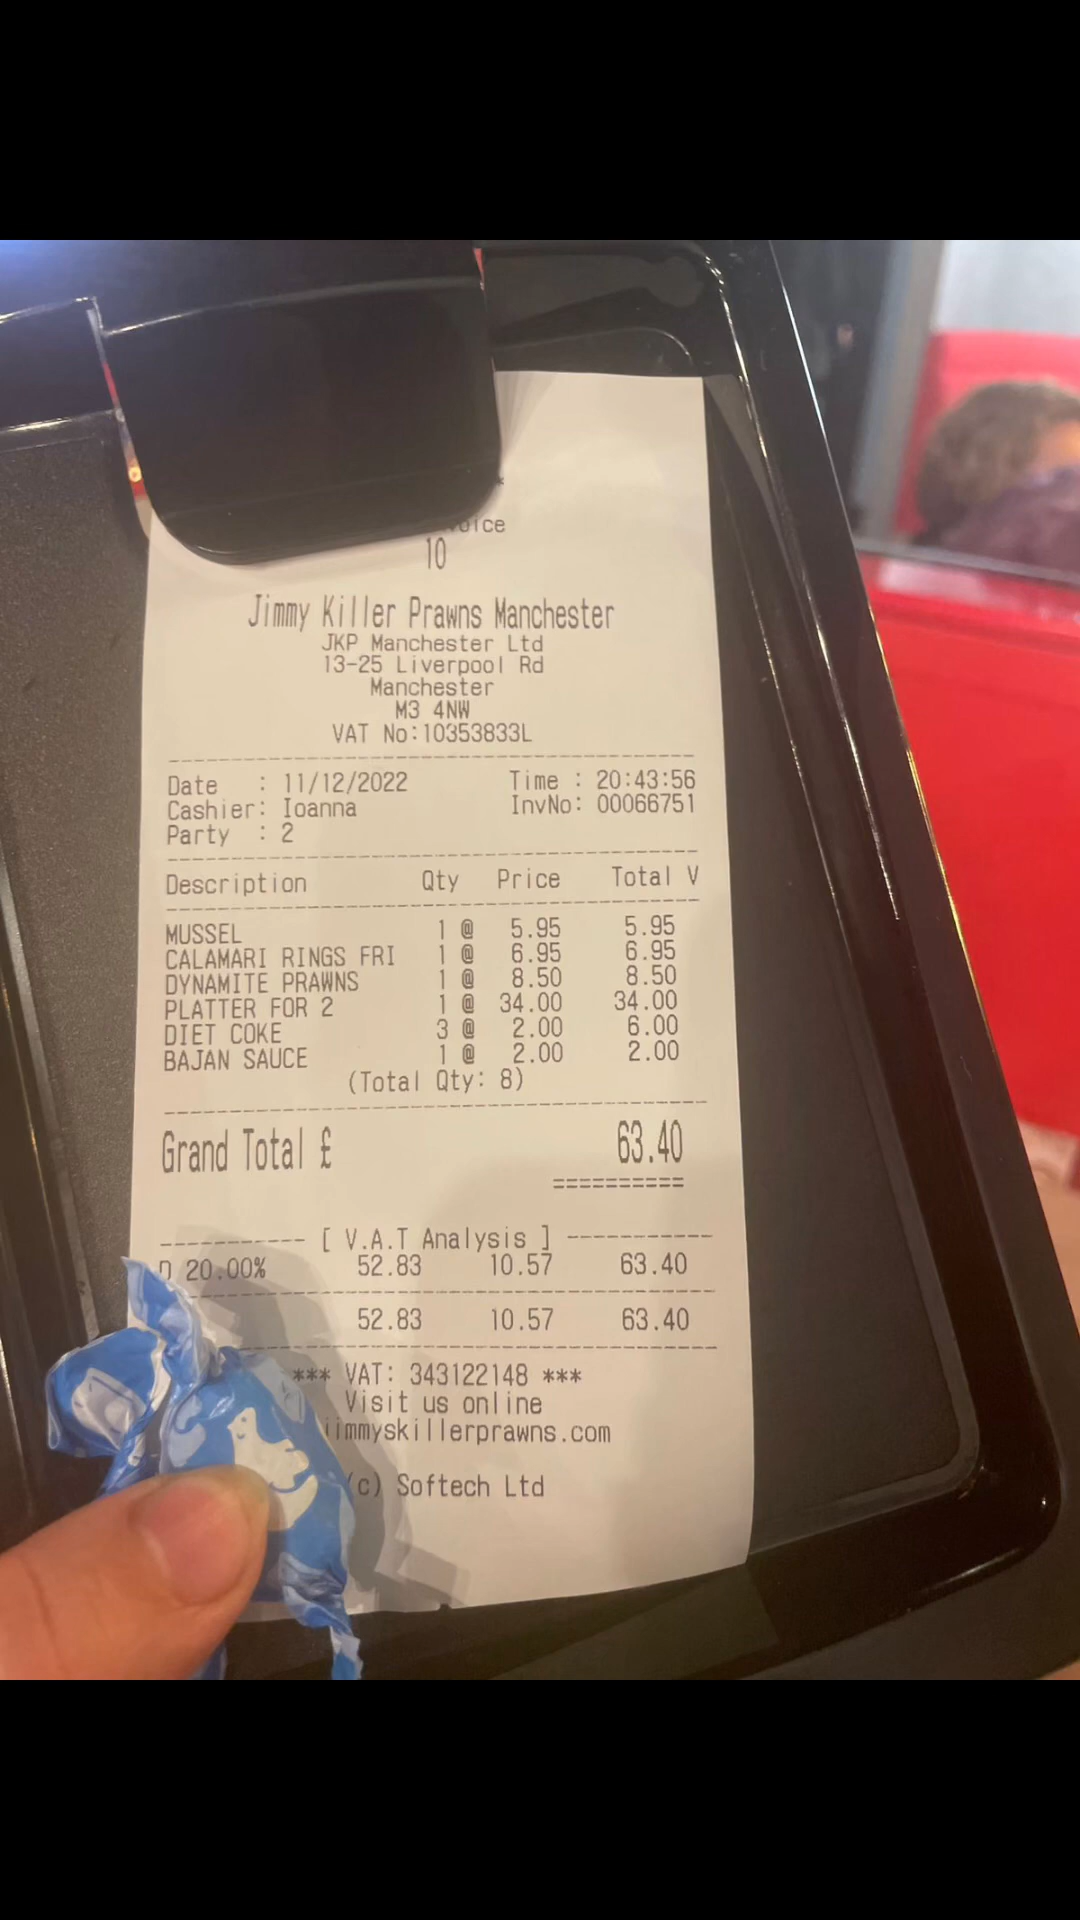 10
Jimmy Killer Prawns Manchester
JKP Manchester Ltd
13-25 Liverpool Rd
Manchester
M3 4NW
VAT No:10353833L
Date : 11/12/2022 Time : 20:43:56
Cashier: Ioanna InvNo: 00066751
Party : 2
Description Qty Price Total V
MUSSEL 1 @ 5.95 5.95
CALAMARI RINGS FRI 1 @ 6.95 6.95
DYNAMITE PRAWNS 1 @ 8.50 8.50
PLATTER FOR 2 1 @ 34.00 34.00
DIET COKE 3 @ 2.00 6.00
BAJAN SAUCE 1 @ 2.00 2.00
(Total Qty: 8)
Grand Total £ 63.40
==========
---------- [ V.A.T Analysis ] ----------
20.00% 52.83 10.57 63.40
52.83 10.57 63.40
*** VAT: 343122148 ***
Visit us online
jimmyskillerprawns.com
(c) Softech Ltd